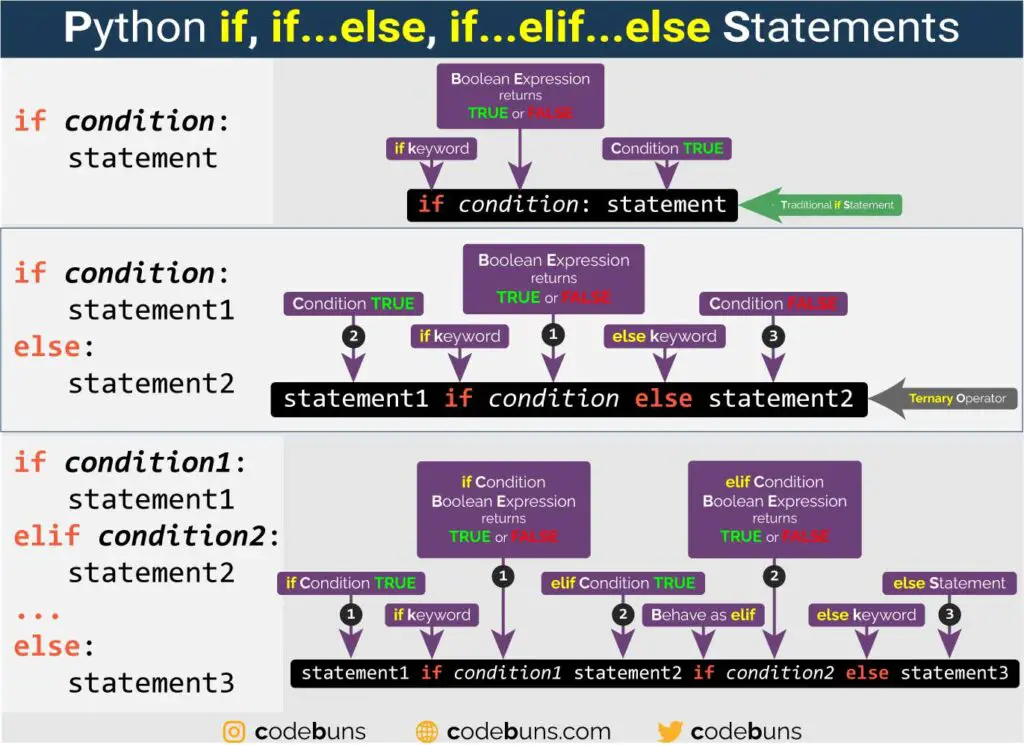 Python if, if...else, if...elif...else Statements
if condition:
statement
Boolean Expression
returns
TRUE or FALSE
if keyword
Condition TRUE
if condition: statement
Traditional if Statement
if condition:
statement1
else:
statement2
Boolean Expression
returns
TRUE or FALSE
Condition TRUE
Condition FALSE
2
if keyword
1
else keyword
3
statement1 if condition else statement2
Ternary Operator
if condition1:
statement1
elif condition2:
statement2
...
else:
statement3
if Condition
Boolean Expression
returns
TRUE or FALSE
elif Condition
Boolean Expression
returns
TRUE or FALSE
if Condition TRUE
1
elif Condition TRUE
2
else Statement
1
if keyword
2
Behave as elif
else keyword
3
statement1 if condition1 statement2 if condition2 else statement3
codebuns
codebuns.com
codebuns